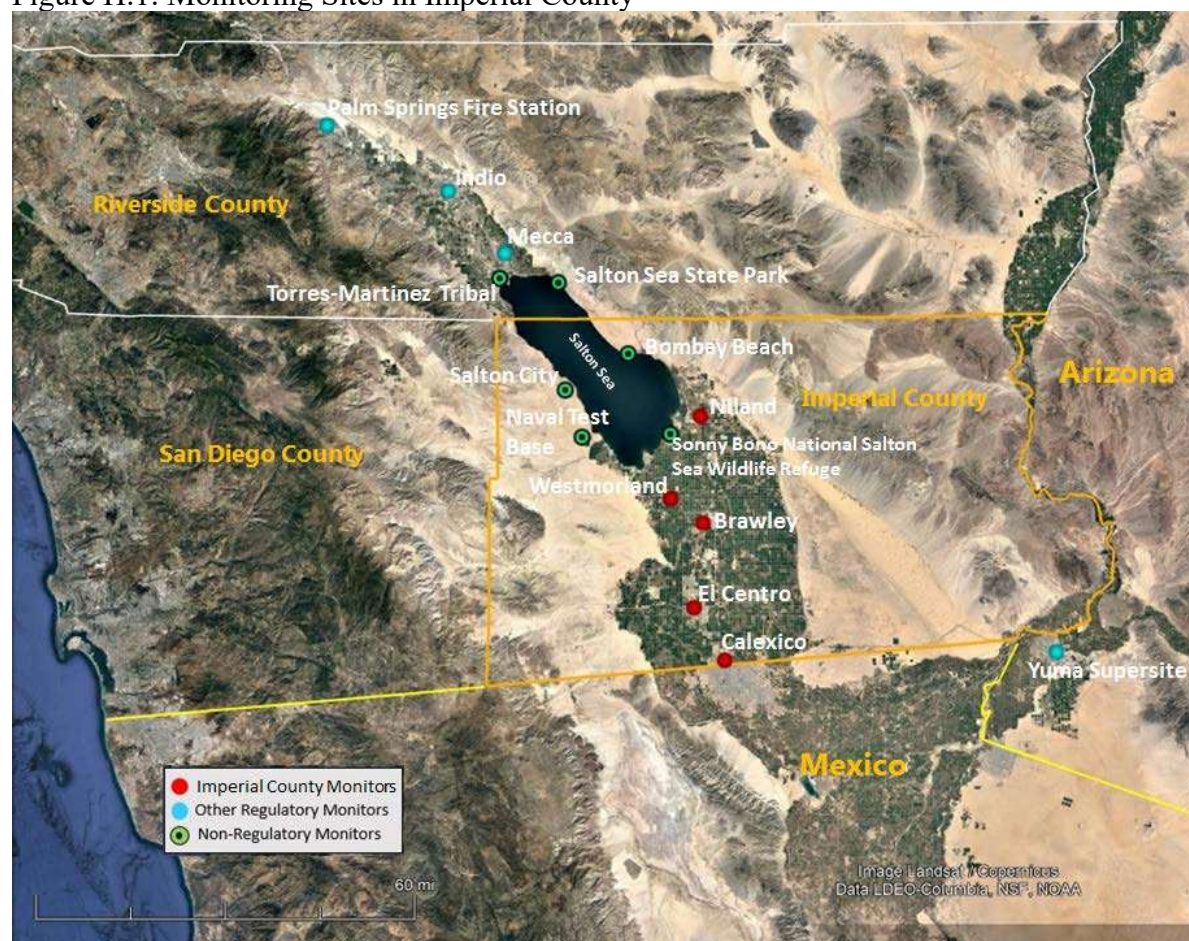 Figure H.1: Monitoring Sites in Imperial County
Palm Springs Fire Station
Indio
Riverside County
Mecca
Salton Sea State Park
Torres-Martinez Tribal
Salton Sea
Bombay Beach
Arizona
Salton City
Imperial County
Niland
Naval Test
Base
San Diego County
Sonny Bono National Salton
Sea Wildlife Refuge
Westmorland
Brawley
El Centro
Calexico
Yuma Supersite
Mexico
Imperial County Monitors
Other Regulatory Monitors
Non-Regulatory Monitors
60 mi
Image Landsat / Copernicus
Data LDEO-Columbia, NSF, NOAA